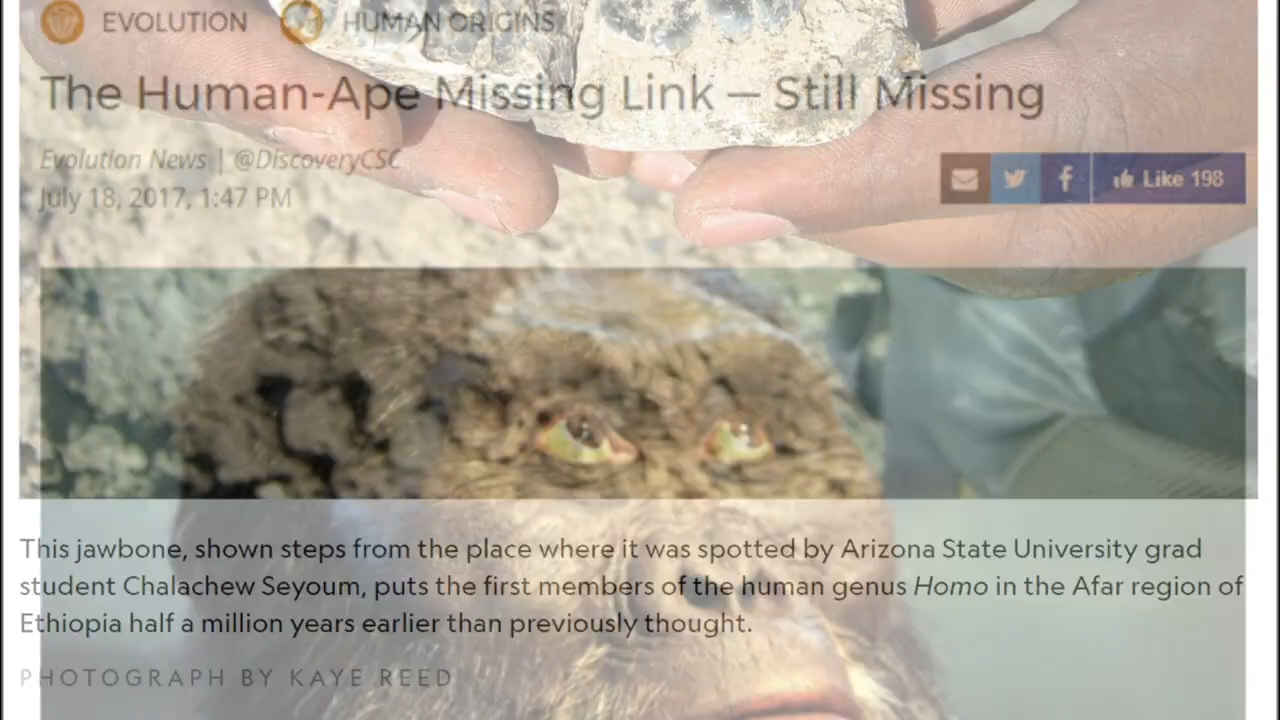 EVOLUTION HUMAN ORIGINS
The Human-Ape Missing Link – Still Missing
Evolution News | @DiscoveryCSC
July 18, 2017, 1:47 PM
Like 198
This jawbone, shown steps from the place where it was spotted by Arizona State University grad
student Chalachew Seyoum, puts the first members of the human genus Homo in the Afar region of
Ethiopia half a million years earlier than previously thought.
PHOTOGRAPH BY KAYE REED